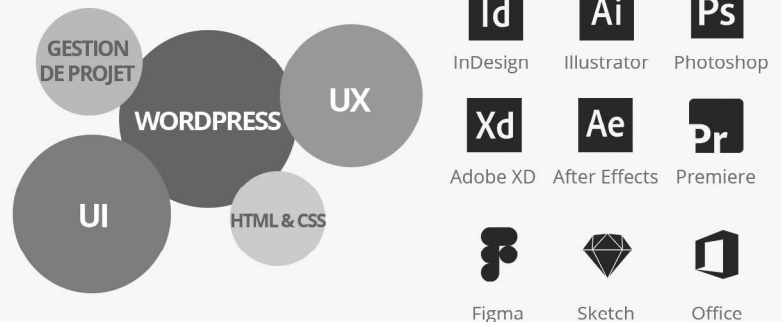 GESTION
DE PROJET
WORDPRESS
UX
UI
HTML & CSS
Id
Ai
Ps
InDesign
Illustrator
Photoshop
Xd
Ae
Pr
Adobe XD
After Effects
Premiere
Figma
Sketch
Office